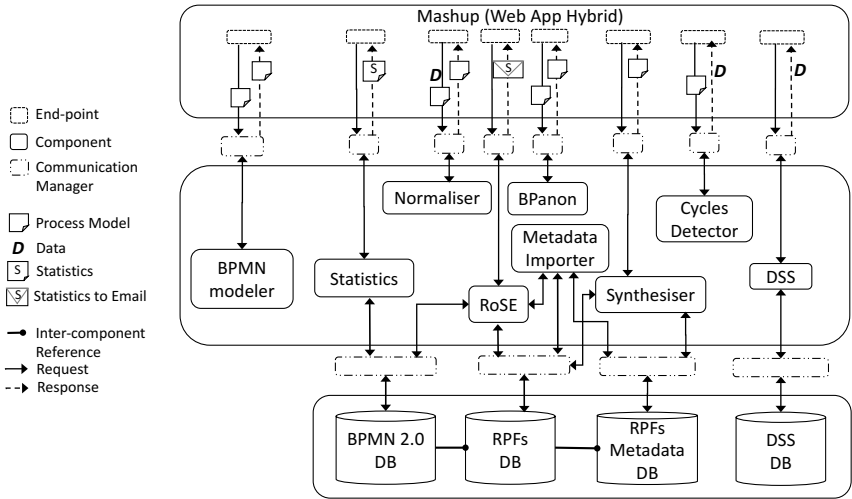 Mashup (Web App Hybrid)
S
D
S
D
D
End-point
Component
Communication
Manager
Process Model
D Data
S Statistics
S Statistics to Email
Inter-component
Reference
Request
Response
Normaliser
BPanon
Cycles
Detector
Metadata
Importer
BPMN
modeler
Statistics
RoSE
Synthesiser
DSS
BPMN 2.0
DB
RPFs
DB
RPFs
Metadata
DB
DSS
DB